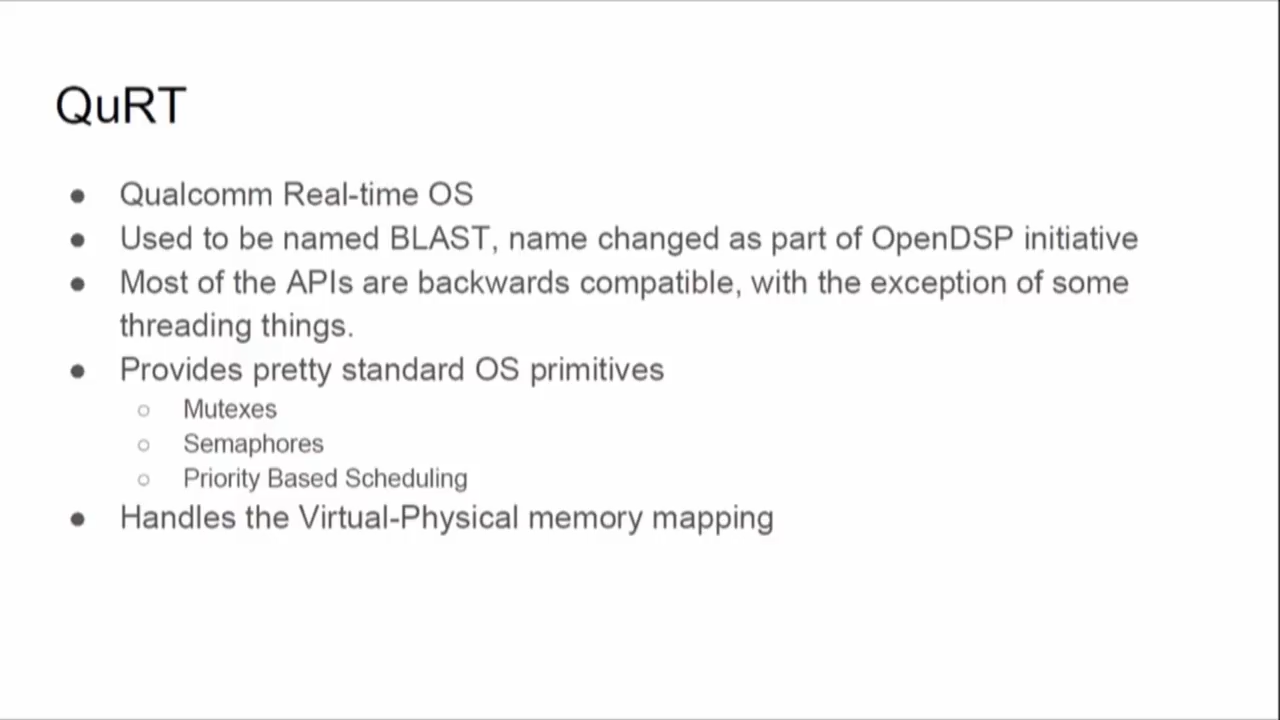 QuRT
● Qualcomm Real-time OS
● Used to be named BLAST, name changed as part of OpenDSP initiative
● Most of the APIs are backwards compatible, with the exception of some
threading things.
● Provides pretty standard OS primitives
○ Mutexes
○ Semaphores
○ Priority Based Scheduling
● Handles the Virtual-Physical memory mapping